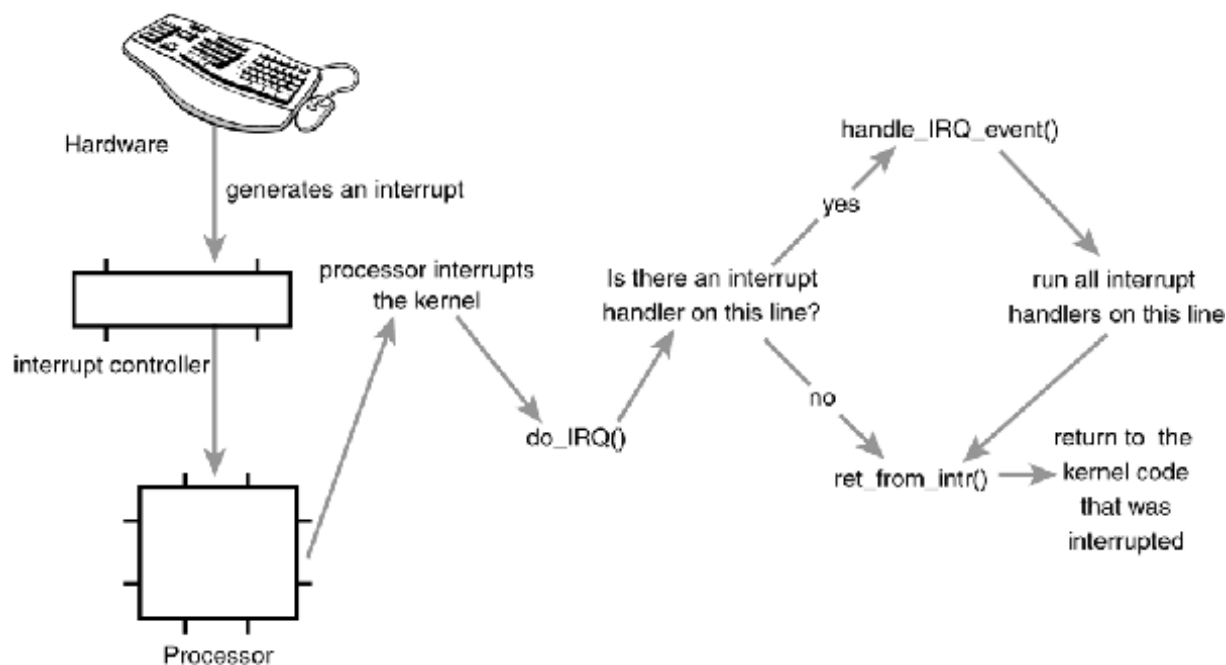 Hardware
generates an interrupt
interrupt controller
Processor
processor interrupts
the kernel
do_IRQ()
Is there an interrupt
handler on this line?
yes
handle_IRQ_event()
run all interrupt
handlers on this line
no
ret_from_intr()
return to the
kernel code
that was
interrupted